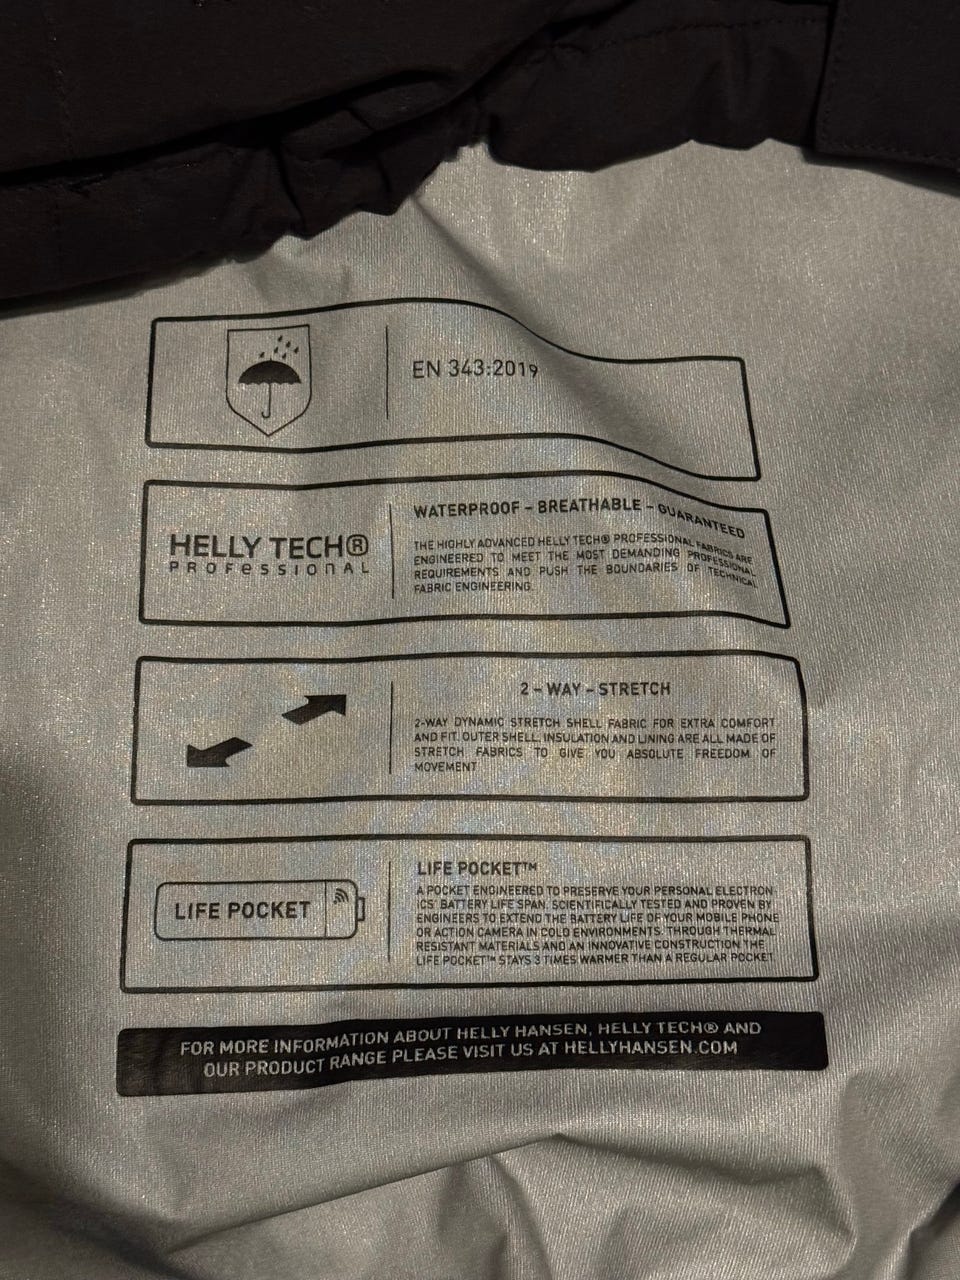 EN 343:2019
HELLY TECH®
PROFESSIONAL
WATERPROOF - BREATHABLE - GUARANTEED
THE HIGHLY ADVANCED HELLY TECH® PROFESSIONAL FABRICS ARE
ENGINEERED TO MEET THE MOST DEMANDING PROFESSIONAL
REQUIREMENTS AND PUSH THE BOUNDARIES OF TECHNICAL
FABRIC ENGINEERING.
2 - WAY - STRETCH
2-WAY DYNAMIC STRETCH SHELL FABRIC FOR EXTRA COMFORT
AND FIT. OUTER SHELL, INSULATION AND LINING ARE ALL MADE OF
STRETCH FABRICS TO GIVE YOU ABSOLUTE FREEDOM OF
MOVEMENT
LIFE POCKET
LIFE POCKET™
A POCKET ENGINEERED TO PRESERVE YOUR PERSONAL ELECTRON-
ICS' BATTERY LIFE SPAN. SCIENTIFICALLY TESTED AND PROVEN BY
ENGINEERS TO EXTEND THE BATTERY LIFE OF YOUR MOBILE PHONE
OR ACTION CAMERA IN COLD ENVIRONMENTS. THROUGH THERMAL
RESISTANT MATERIALS AND AN INNOVATIVE CONSTRUCTION THE
LIFE POCKET™ STAYS 3 TIMES WARMER THAN A REGULAR POCKET.
FOR MORE INFORMATION ABOUT HELLY HANSEN, HELLY TECH® AND
OUR PRODUCT RANGE PLEASE VISIT US AT HELLYHANSEN.COM